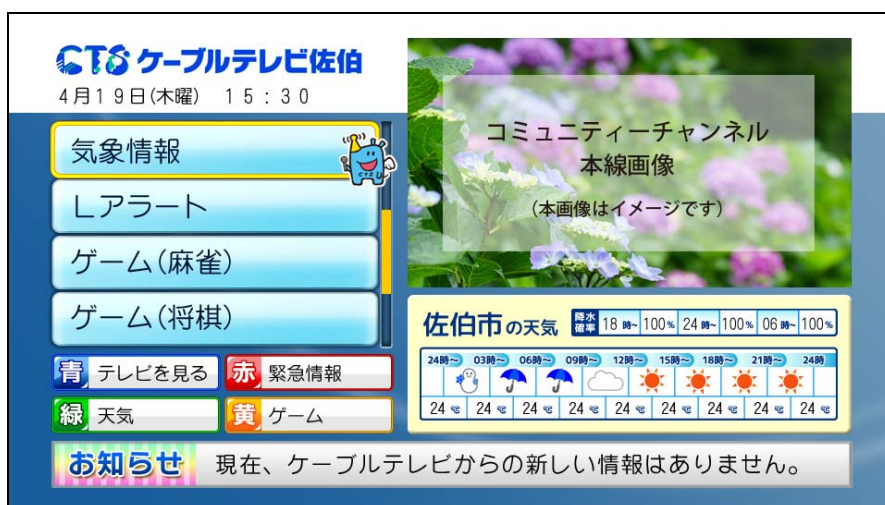 CTS ケーブルテレビ佐伯
4月19日(木曜) 15:30
気象情報
CTS
Lアラート
ゲーム(麻雀)
ゲーム(将棋)
青 テレビを見る
赤 緊急情報
緑 天気
黄 ゲーム
コミュニティーチャンネル
本線画像
(本画像はイメージです)
佐伯市の天気 降水確率 18時~ 100% 24時~ 100% 06時~ 100%
24時~ 03時~ 06時~ 09時~ 12時~ 15時~ 18時~ 21時~ 24時
24℃ 24℃ 24℃ 24℃ 24℃ 24℃ 24℃ 24℃ 24℃
お知らせ 現在、ケーブルテレビからの新しい情報はありません。